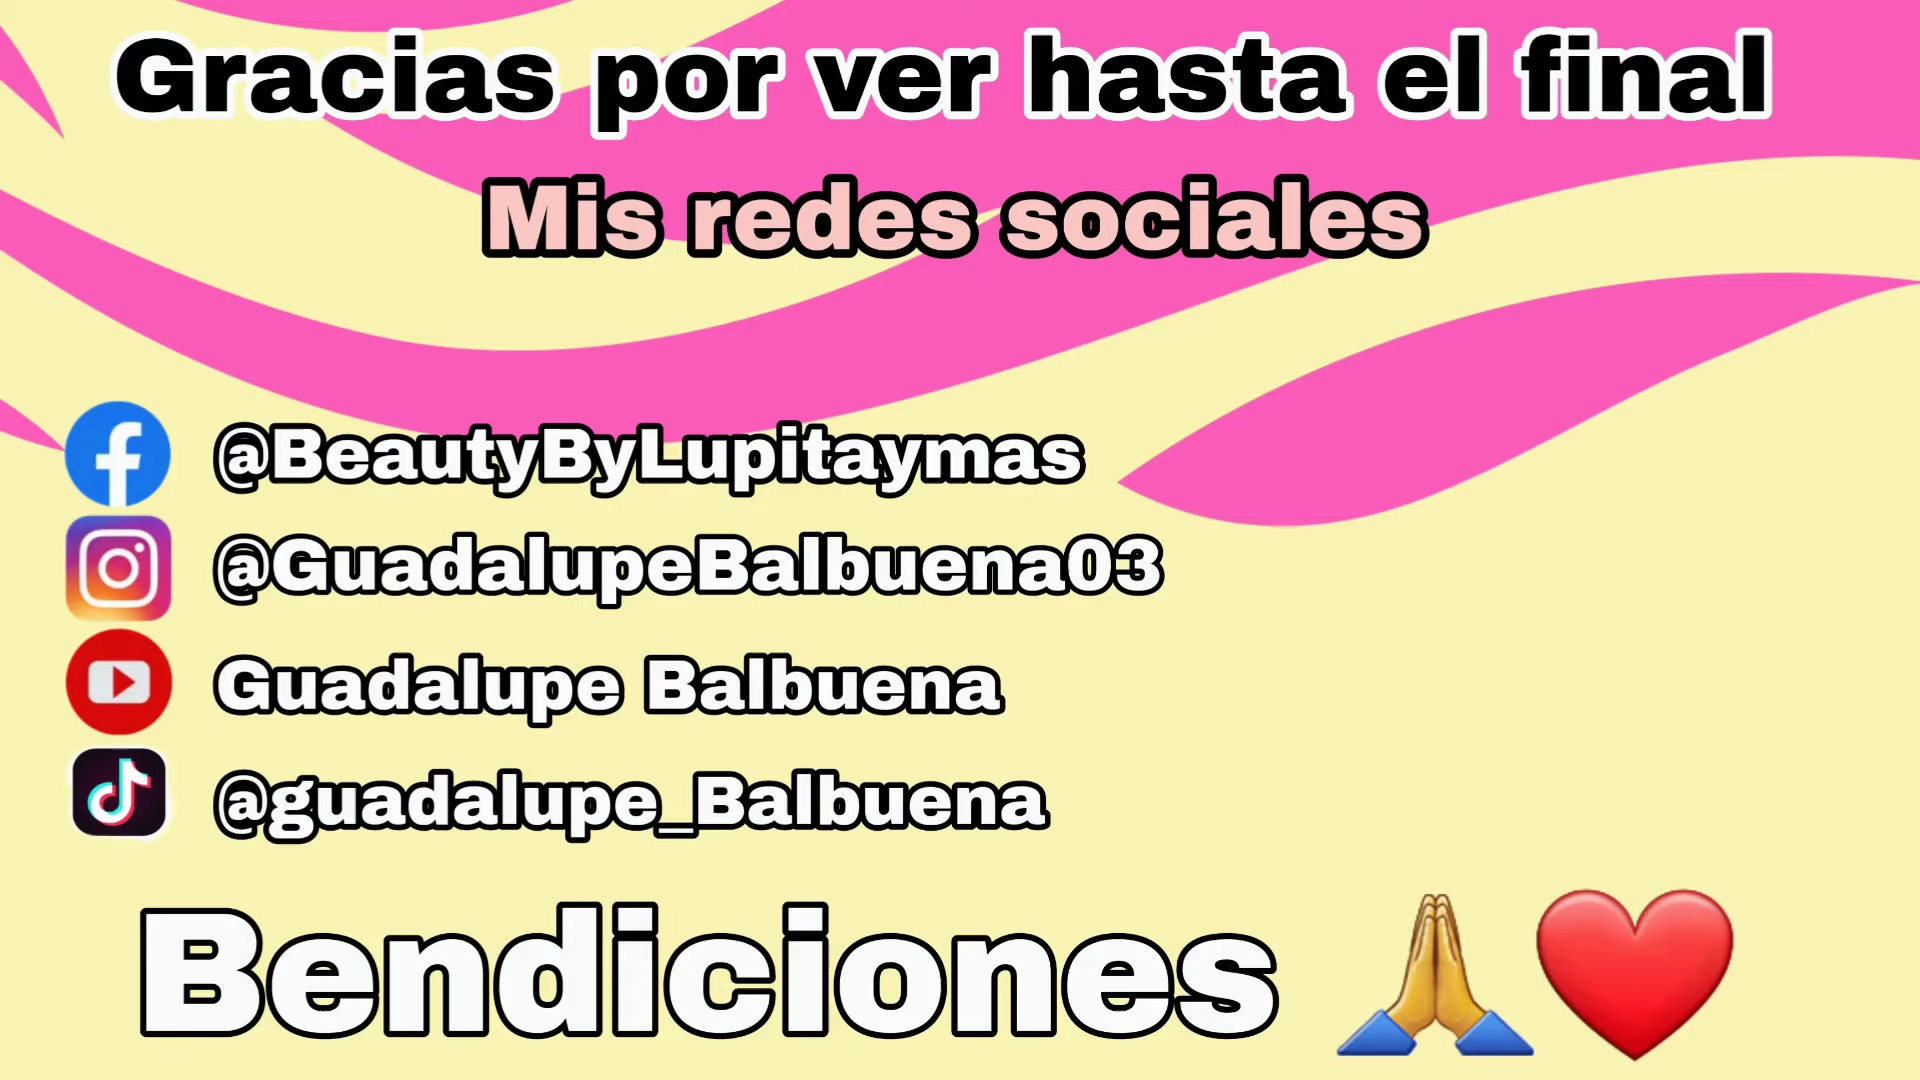 Gracias por ver hasta el final
Mis redes sociales
@BeautyByLupitaymas
@GuadalupeBalbuena03
Guadalupe Balbuena
@guadalupe_Balbuena
Bendiciones 🙏❤️